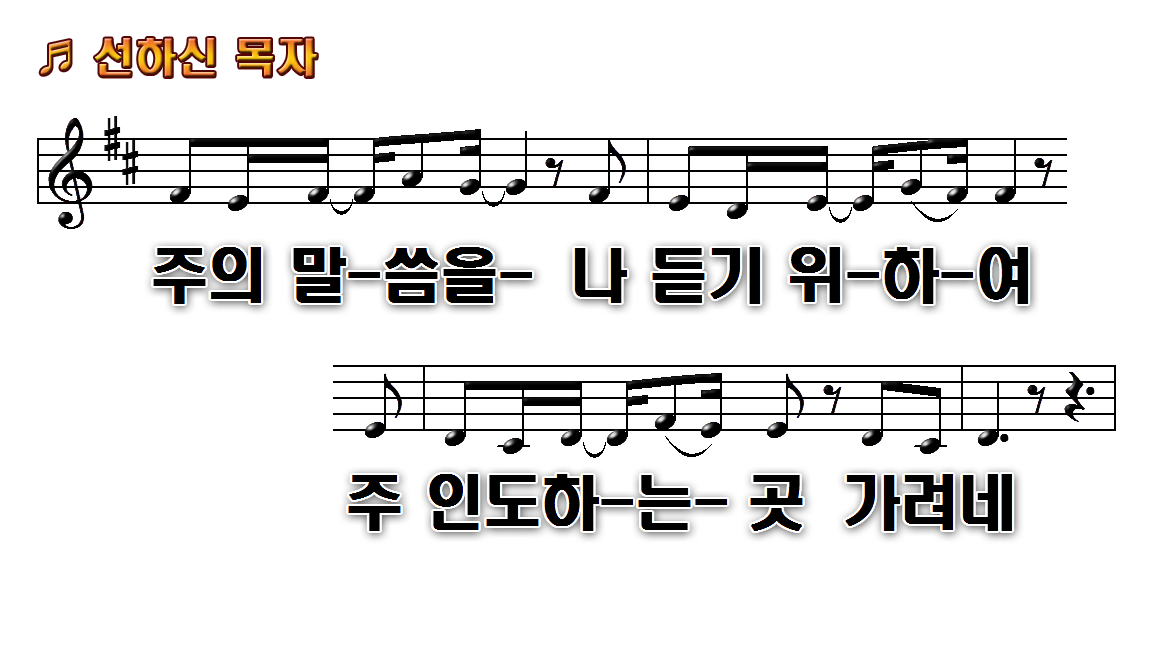 ♬ 선하신 목자
주의 말-씀을- 나 듣기 위-하-여
주 인도하-는- 곳 가려네